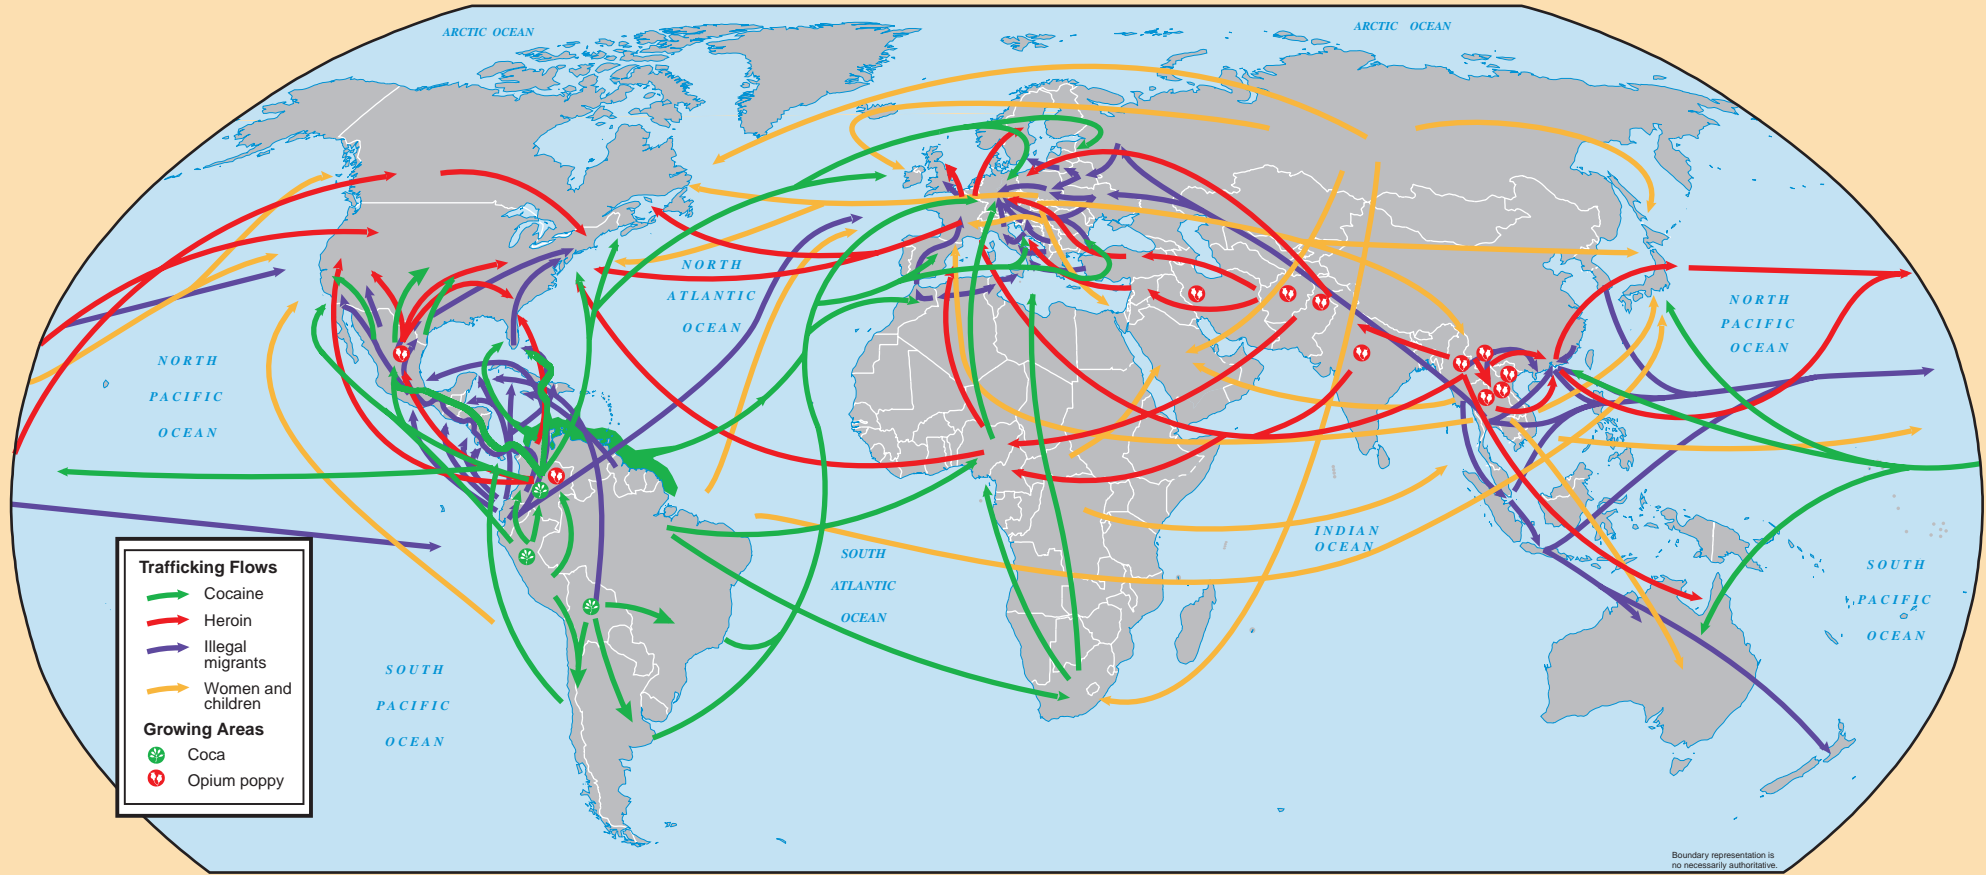 ARCTIC OCEAN
ARCTIC OCEAN
NORTH
ATLANTIC
OCEAN
NORTH
PACIFIC
OCEAN
NORTH
PACIFIC
OCEAN
INDIAN
OCEAN
SOUTH
ATLANTIC
OCEAN
SOUTH
PACIFIC
OCEAN
SOUTH
PACIFIC
OCEAN
Trafficking Flows
Cocaine
Heroin
Illegal
migrants
Women and
children
Growing Areas
Coca
Opium poppy
Boundary representation is
no necessarily authoritative.